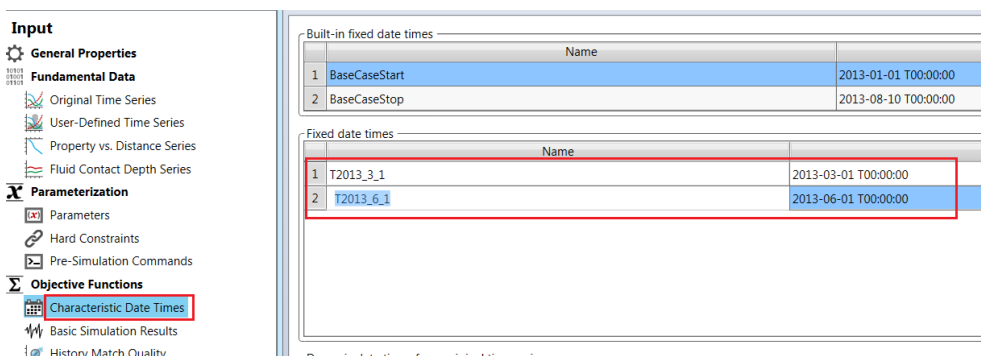 Input
General Properties
Fundamental Data
Original Time Series
User-Defined Time Series
Property vs. Distance Series
Fluid Contact Depth Series
Parameterization
Parameters
Hard Constraints
Pre-Simulation Commands
Objective Functions
Characteristic Date Times
Basic Simulation Results
History Match Quality
Built-in fixed date times
Name
1 BaseCaseStart 2013-01-01 T00:00:00
2 BaseCaseStop 2013-08-10 T00:00:00
Fixed date times
Name
1 T2013_3_1 2013-03-01 T00:00:00
2 T2013_6_1 2013-06-01 T00:00:00